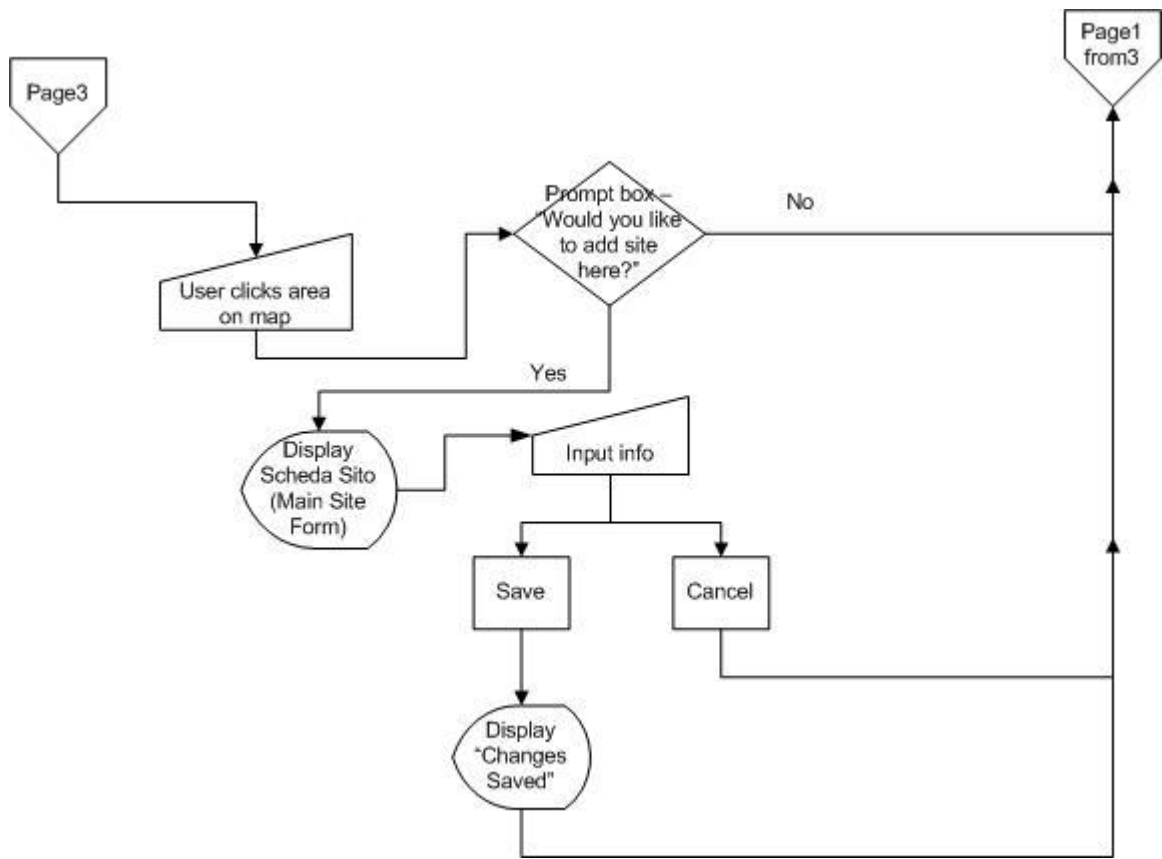 Page1
from3
Page3
Prompt box –
"Would you like
to add site
here?"
No
User clicks area
on map
Yes
Display
Scheda Sito
(Main Site
Form)
Input info
Save
Cancel
Display
“Changes
Saved”